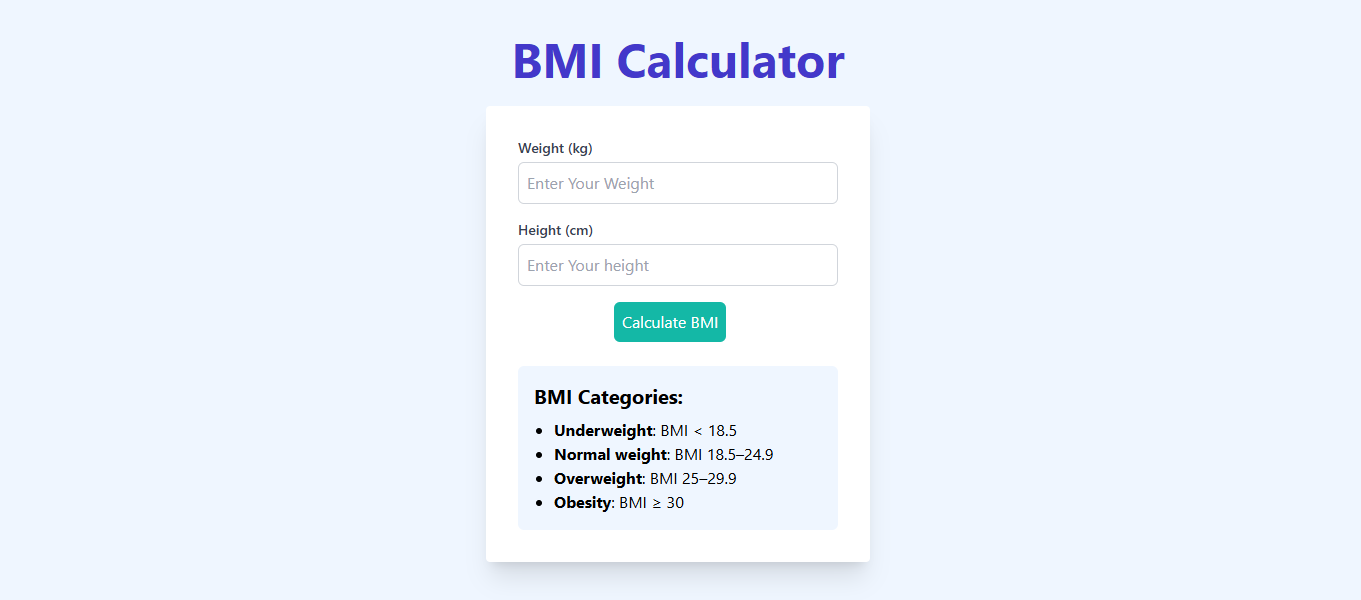 BMI Calculator
Weight (kg)
Enter Your Weight
Height (cm)
Enter Your height
Calculate BMI
BMI Categories:
• Underweight: BMI < 18.5
• Normal weight: BMI 18.5–24.9
• Overweight: BMI 25–29.9
• Obesity: BMI ≥ 30